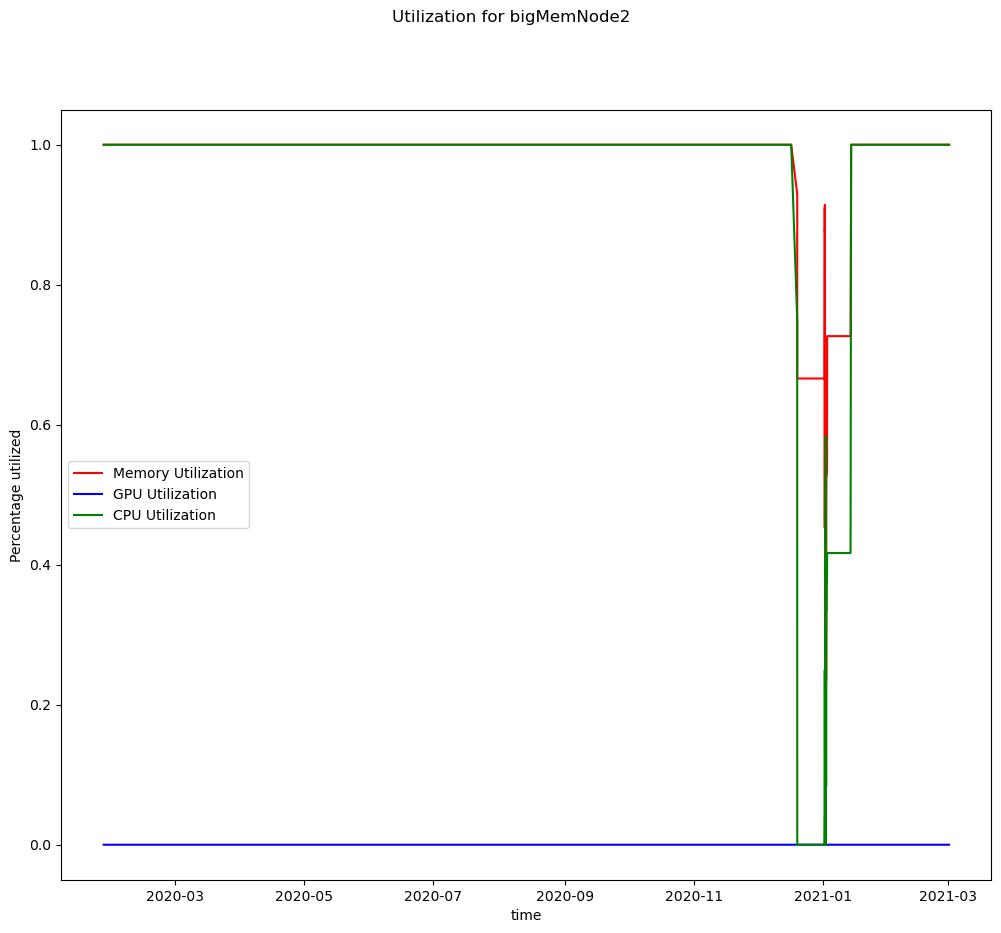 Utilization for bigMemNode2
1.0
0.8
0.6
0.4
0.2
0.0
Percentage utilized
Memory Utilization
GPU Utilization
CPU Utilization
2020-03 2020-05 2020-07 2020-09 2020-11 2021-01 2021-03
time